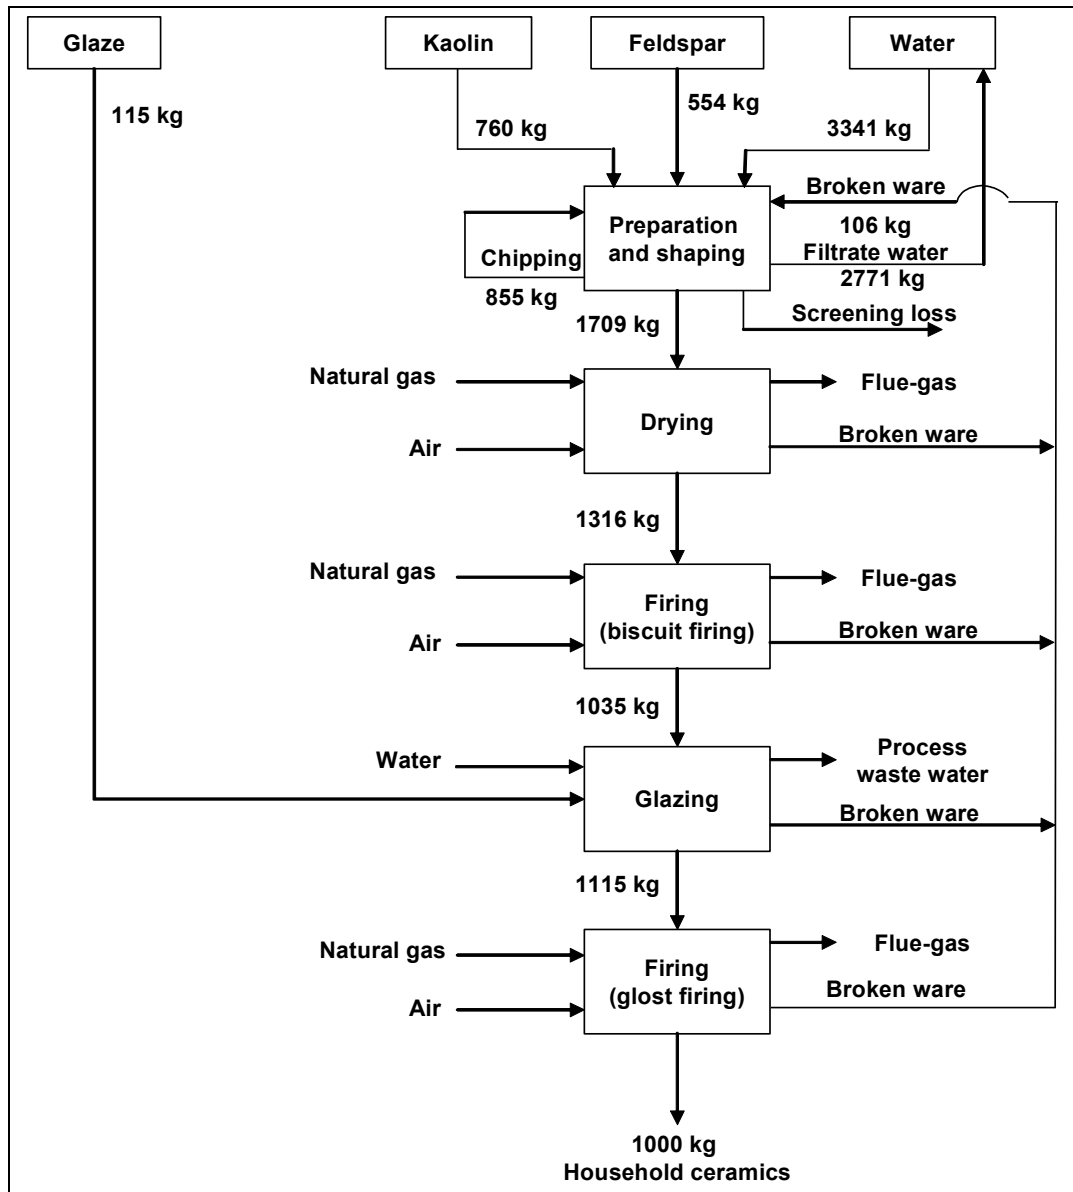 Glaze
Kaolin
Feldspar
Water
115 kg
760 kg
554 kg
3341 kg
Broken ware
106 kg
Preparation
and shaping
Filtrate water
2771 kg
Chipping
855 kg
Screening loss
1709 kg
Natural gas
Flue-gas
Drying
Air
Broken ware
1316 kg
Natural gas
Flue-gas
Firing
(biscuit firing)
Air
Broken ware
1035 kg
Water
Process
waste water
Glazing
Broken ware
1115 kg
Natural gas
Flue-gas
Firing
(glost firing)
Air
Broken ware
1000 kg
Household ceramics